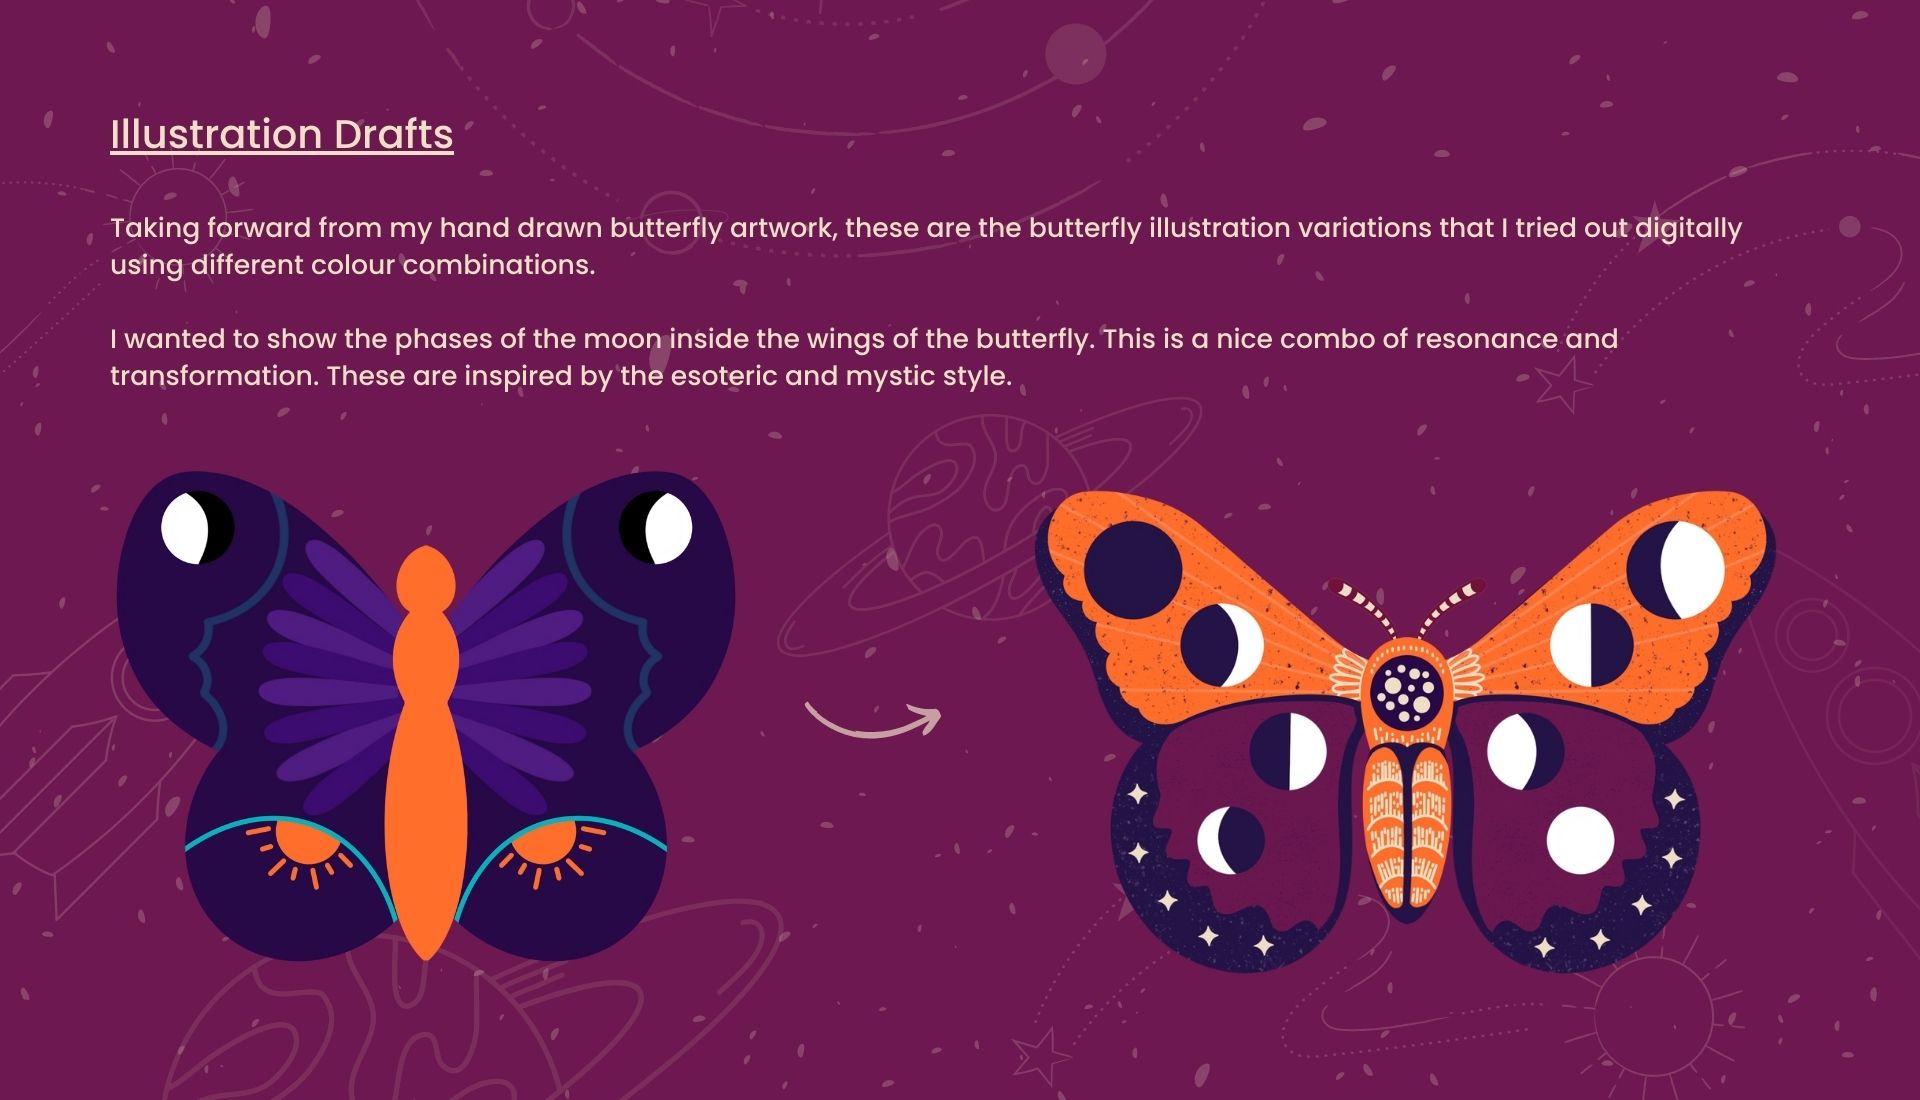 Illustration Drafts
Taking forward from my hand drawn butterfly artwork, these are the butterfly illustration variations that I tried out digitally
using different colour combinations.
I wanted to show the phases of the moon inside the wings of the butterfly. This is a nice combo of resonance and
transformation. These are inspired by the esoteric and mystic style.